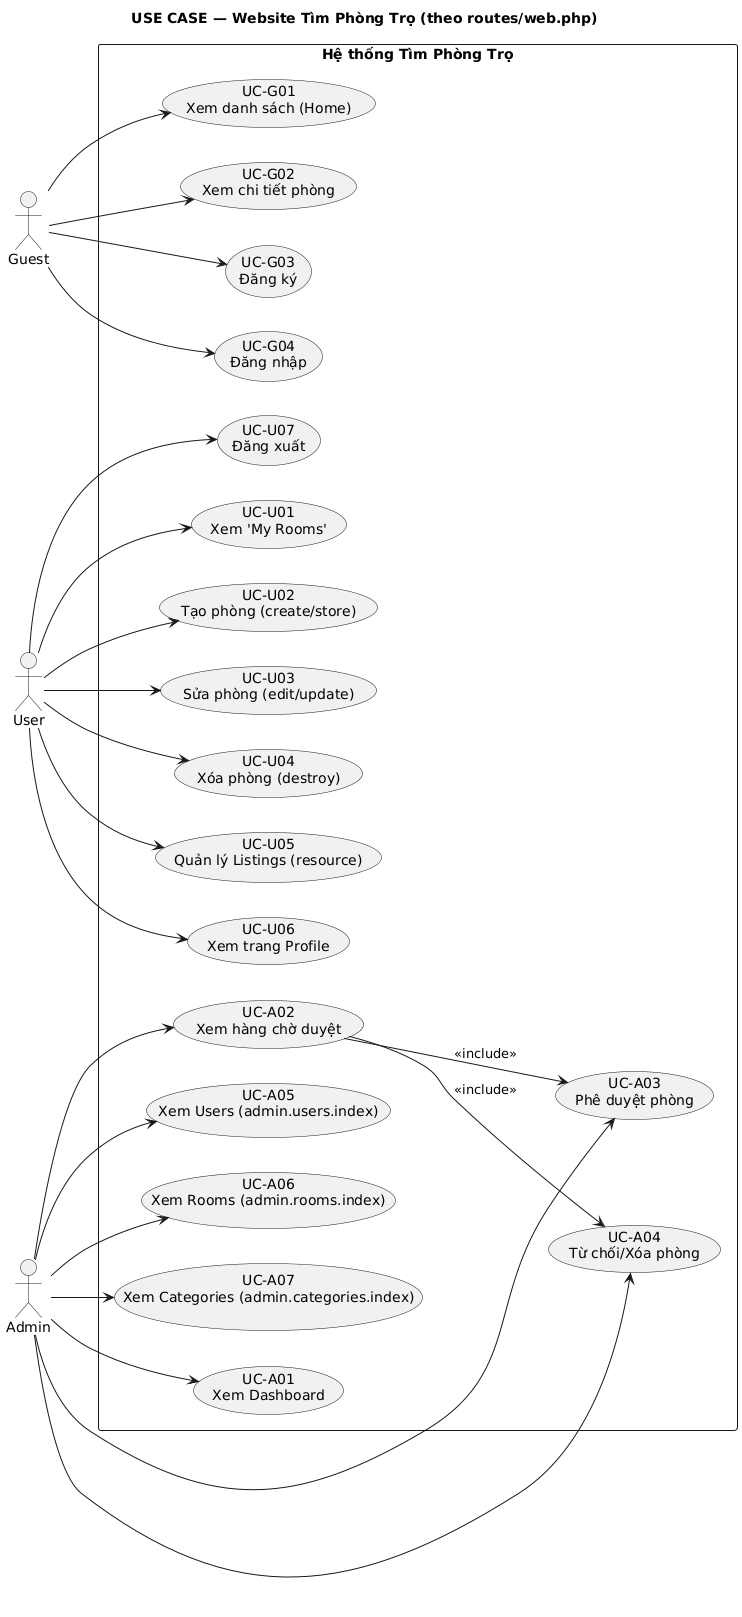 USE CASE — Website Tìm Phòng Trọ (theo routes/web.php)
Hệ thống Tìm Phòng Trọ
UC-G01
Xem danh sách (Home)
UC-G02
Xem chi tiết phòng
Guest
UC-G03
Đăng ký
UC-G04
Đăng nhập
UC-U07
Đăng xuất
UC-U01
Xem 'My Rooms'
UC-U02
Tạo phòng (create/store)
User
UC-U03
Sửa phòng (edit/update)
UC-U04
Xóa phòng (destroy)
UC-U05
Quản lý Listings (resource)
UC-U06
Xem trang Profile
UC-A02
Xem hàng chờ duyệt
«include»
«include»
UC-A03
Phê duyệt phòng
UC-A05
Xem Users (admin.users.index)
UC-A06
Xem Rooms (admin.rooms.index)
UC-A04
Từ chối/Xóa phòng
UC-A07
Xem Categories (admin.categories.index)
Admin
UC-A01
Xem Dashboard